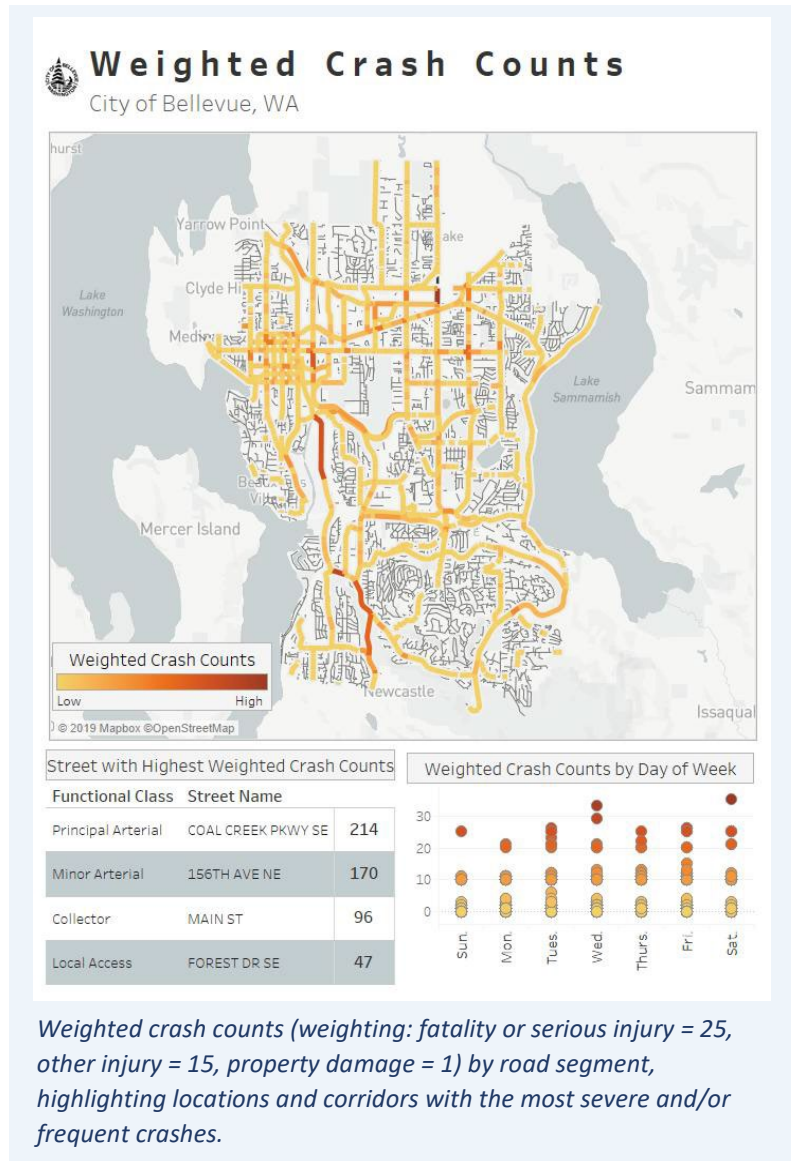 Weighted Crash Counts
City of Bellevue, WA
hurst
Yarrow Point
ake
Clyde Hi
Lake
Washington
Medin
Lake
Sammamish
Sammam
Mercer Island
Weighted Crash Counts
Low High
Newcastle
Issaqual
© 2019 Mapbox ©OpenStreetMap
Street with Highest Weighted Crash Counts
Functional Class Street Name
Principal Arterial COAL CREEK PKWY SE 214
Minor Arterial 156TH AVE NE 170
Collector MAIN ST 96
Local Access FOREST DR SE 47
Weighted Crash Counts by Day of Week
30
20
10
0
Sun.
Mon.
Tues.
Wed.
Thurs.
Fri.
Sat.
Weighted crash counts (weighting: fatality or serious injury = 25,
other injury = 15, property damage = 1) by road segment,
highlighting locations and corridors with the most severe and/or
frequent crashes.